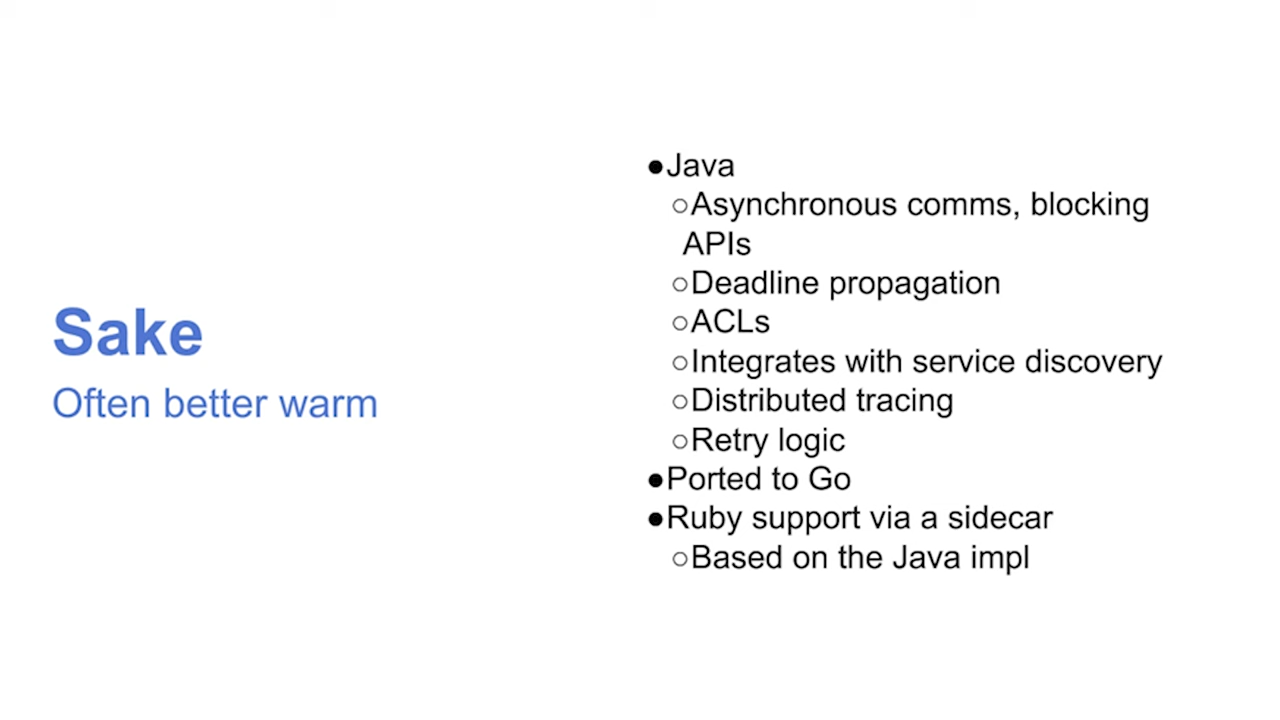 Sake
Often better warm
●Java
○Asynchronous comms, blocking
APIs
○Deadline propagation
○ACLs
○Integrates with service discovery
○Distributed tracing
○Retry logic
●Ported to Go
●Ruby support via a sidecar
○Based on the Java impl